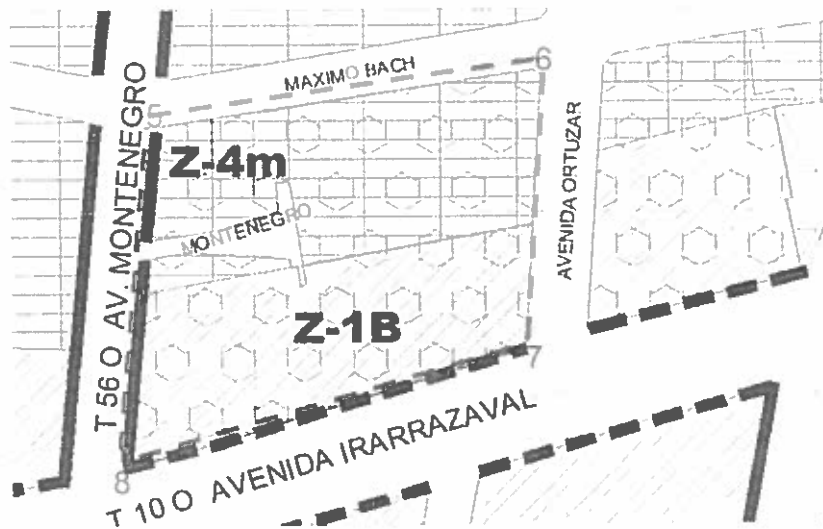 6
MAXIMO BACH
5
Z-4m
AVENIDA ORTUZAR
MONTENEGRO
T 56 O AV. MONTENEGRO
Z-1B
7
8
T 10 O AVENIDA IRARRAZAVAL